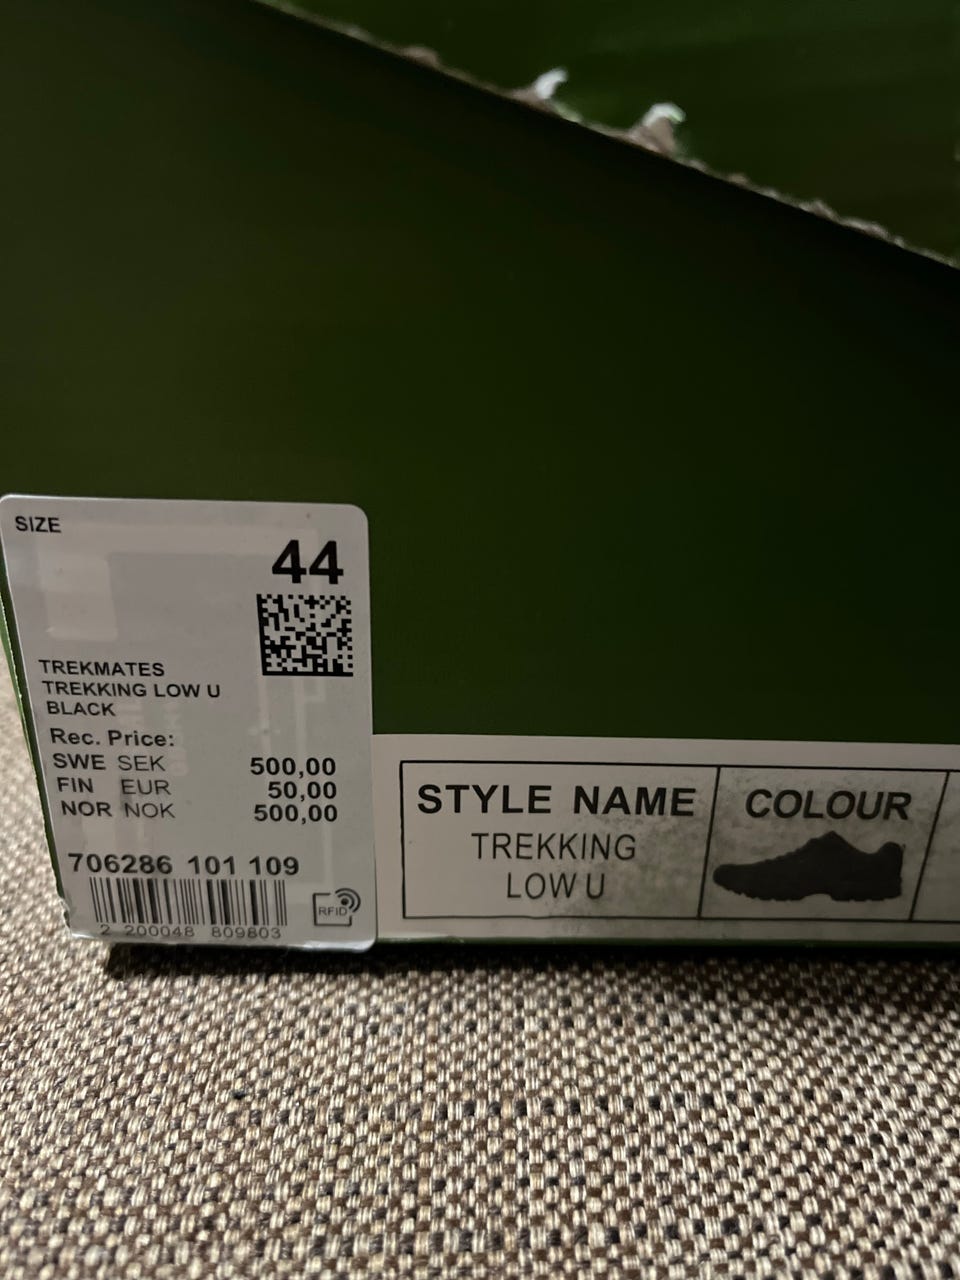 SIZE
44
TREKMATES
TREKKING LOW U
BLACK
Rec. Price:
SWE SEK 500,00
FIN EUR 50,00
NOR NOK 500,00
706286 101 109
2 200048 809803
RFID
STYLE NAME
TREKKING
LOW U
COLOUR